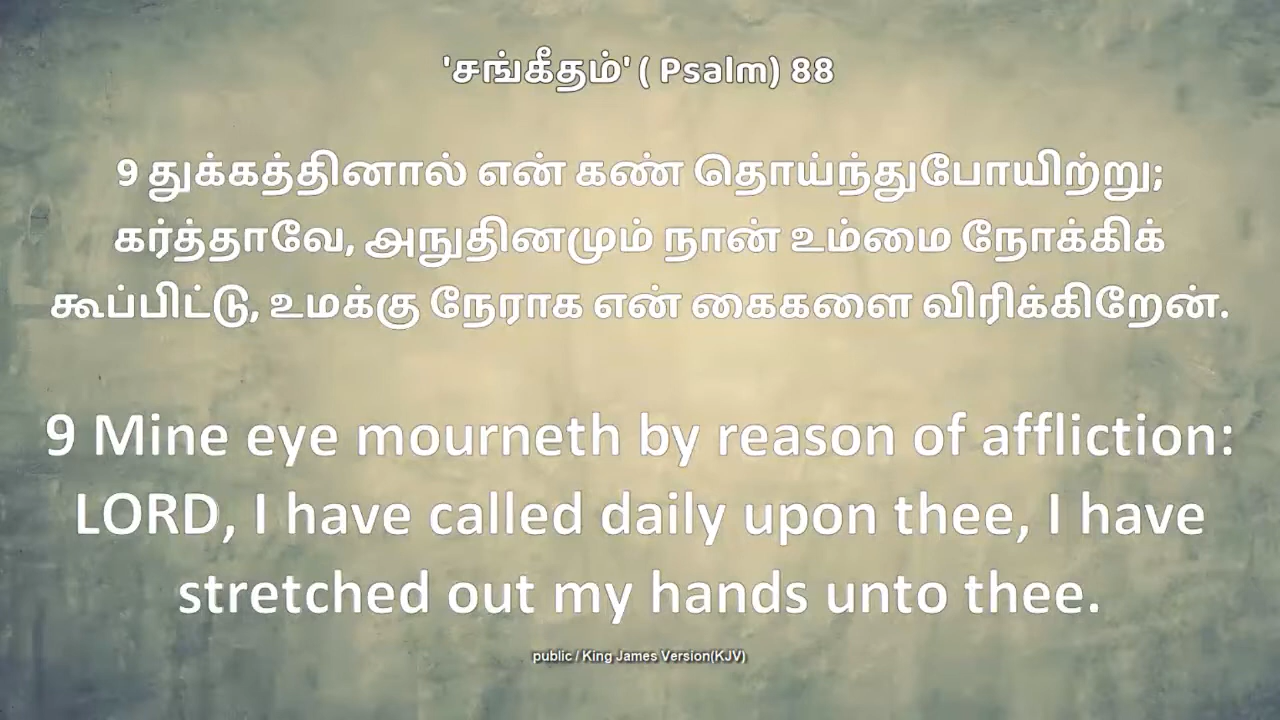 'சங்கீதம்' ( Psalm) 88
9 துக்கத்தினால் என் கண் தொய்ந்துபோயிற்று;
கர்த்தாவே, அநுதினமும் நான் உம்மை நோக்கிக்
கூப்பிட்டு, உமக்கு நேராக என் கைகளை விரிக்கிறேன்.
9 Mine eye mourneth by reason of affliction:
LORD, I have called daily upon thee, I have
stretched out my hands unto thee.
public / King James Version(KJV)